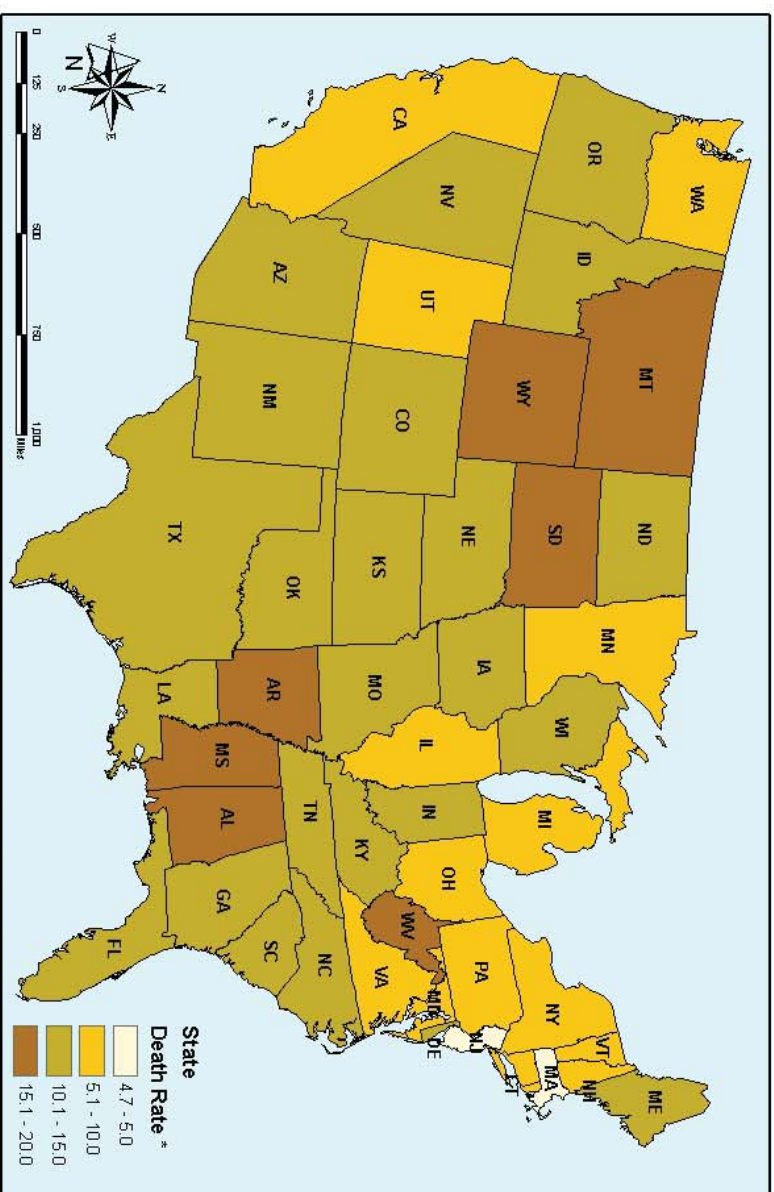 WA
MT
ND
MN
ME
OR
ID
SD
WI
MI
VT
NH
NY
MA
CT
WY
NE
IA
IL
IN
OH
PA
NJ
NV
UT
CO
KS
MO
KY
WV
MD
DE
VA
CA
AZ
NM
OK
AR
TN
NC
TX
LA
MS
AL
GA
SC
FL
N
W
E
S
N
0 125 250 500 750 1,000
Miles
State
Death Rate *
4.7 - 5.0
5.1 - 10.0
10.1 - 15.0
15.1 - 20.0